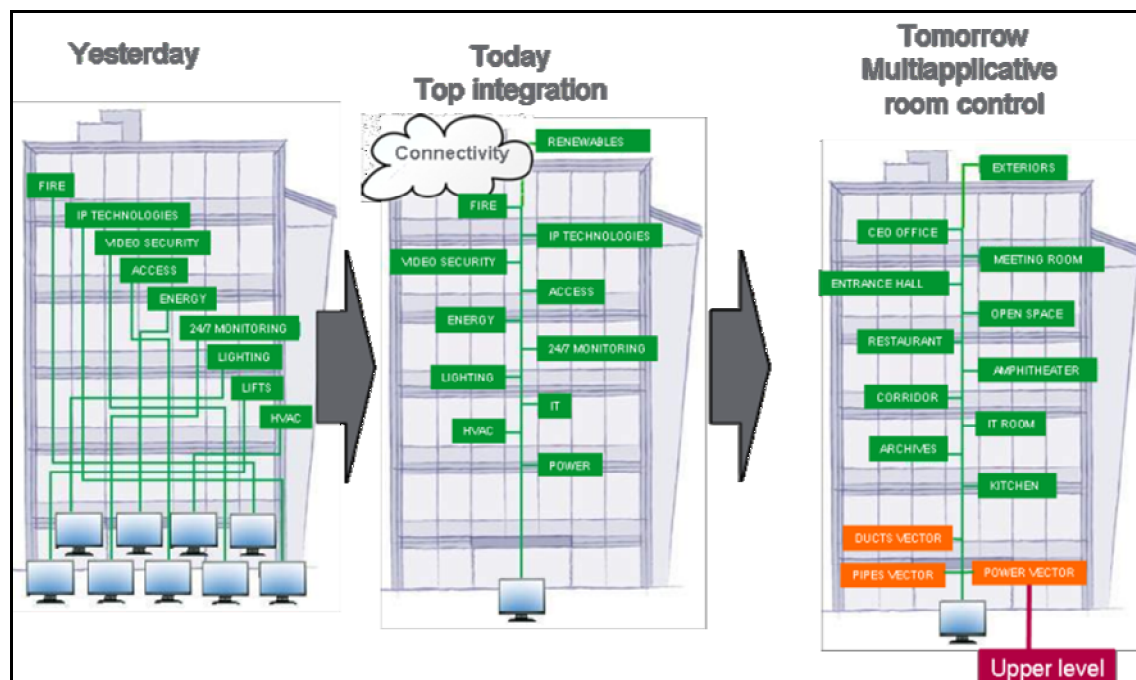 Yesterday
FIRE
IP TECHNOLOGIES
VIDEO SECURITY
ACCESS
ENERGY
24/7 MONITORING
LIGHTING
LIFTS
HVAC
Today
Top integration
Connectivity
RENEWABLES
FIRE
IP TECHNOLOGIES
VIDEO SECURITY
ACCESS
ENERGY
24/7 MONITORING
LIGHTING
IT
HVAC
POWER
Tomorrow
Multiapplicative
room control
EXTERIORS
CEO OFFICE
MEETING ROOM
ENTRANCE HALL
OPEN SPACE
RESTAURANT
AMPHITHEATER
CORRIDOR
IT ROOM
ARCHIVES
KITCHEN
DUCTS VECTOR
PIPES VECTOR
POWER VECTOR
Upper level